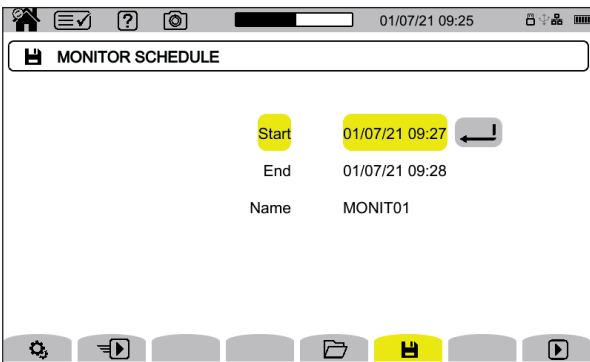 01/07/21 09:25
MONITOR SCHEDULE
Start 01/07/21 09:27
End 01/07/21 09:28
Name MONIT01